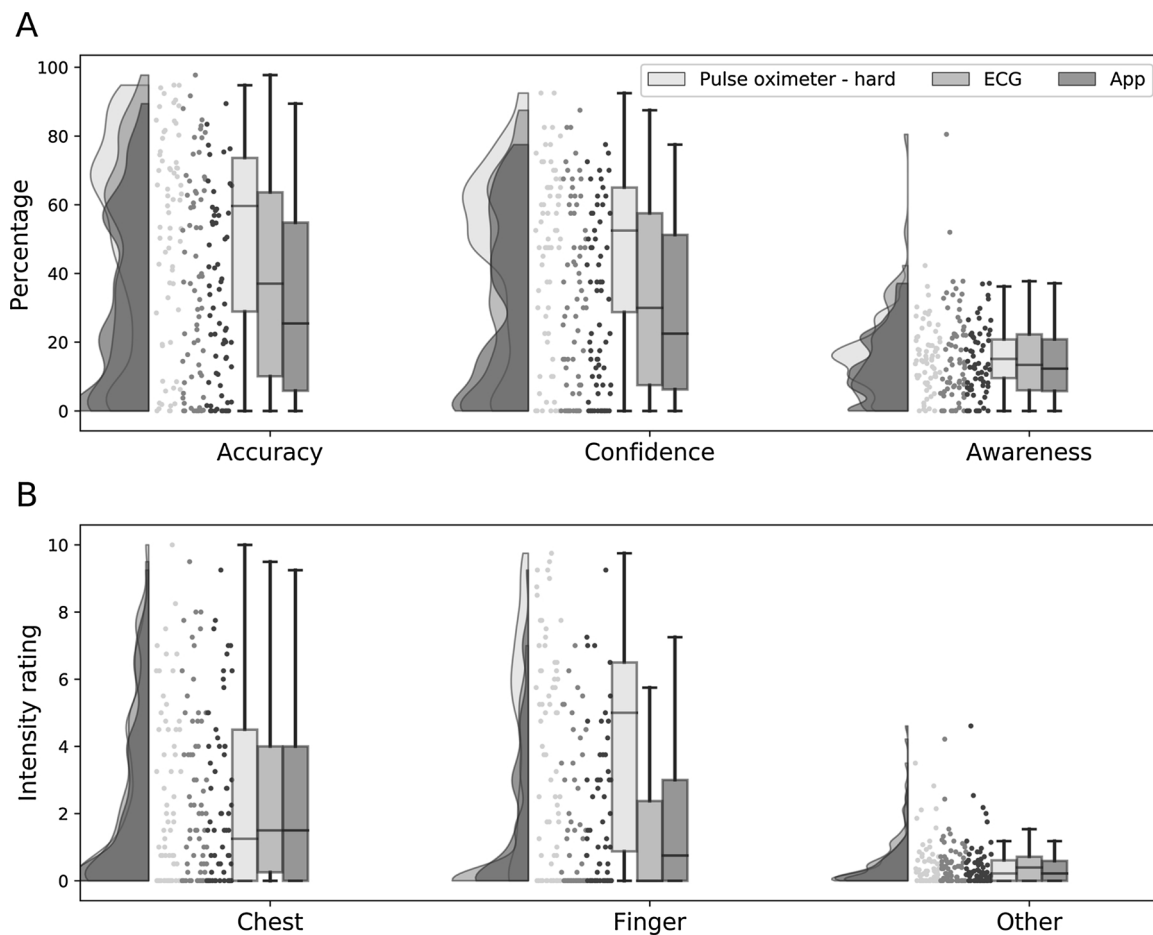 A
Percentage
100
80
60
40
20
0
Pulse oximeter - hard ECG App
Accuracy Confidence Awareness
B
Intensity rating
10
8
6
4
2
0
Chest Finger Other